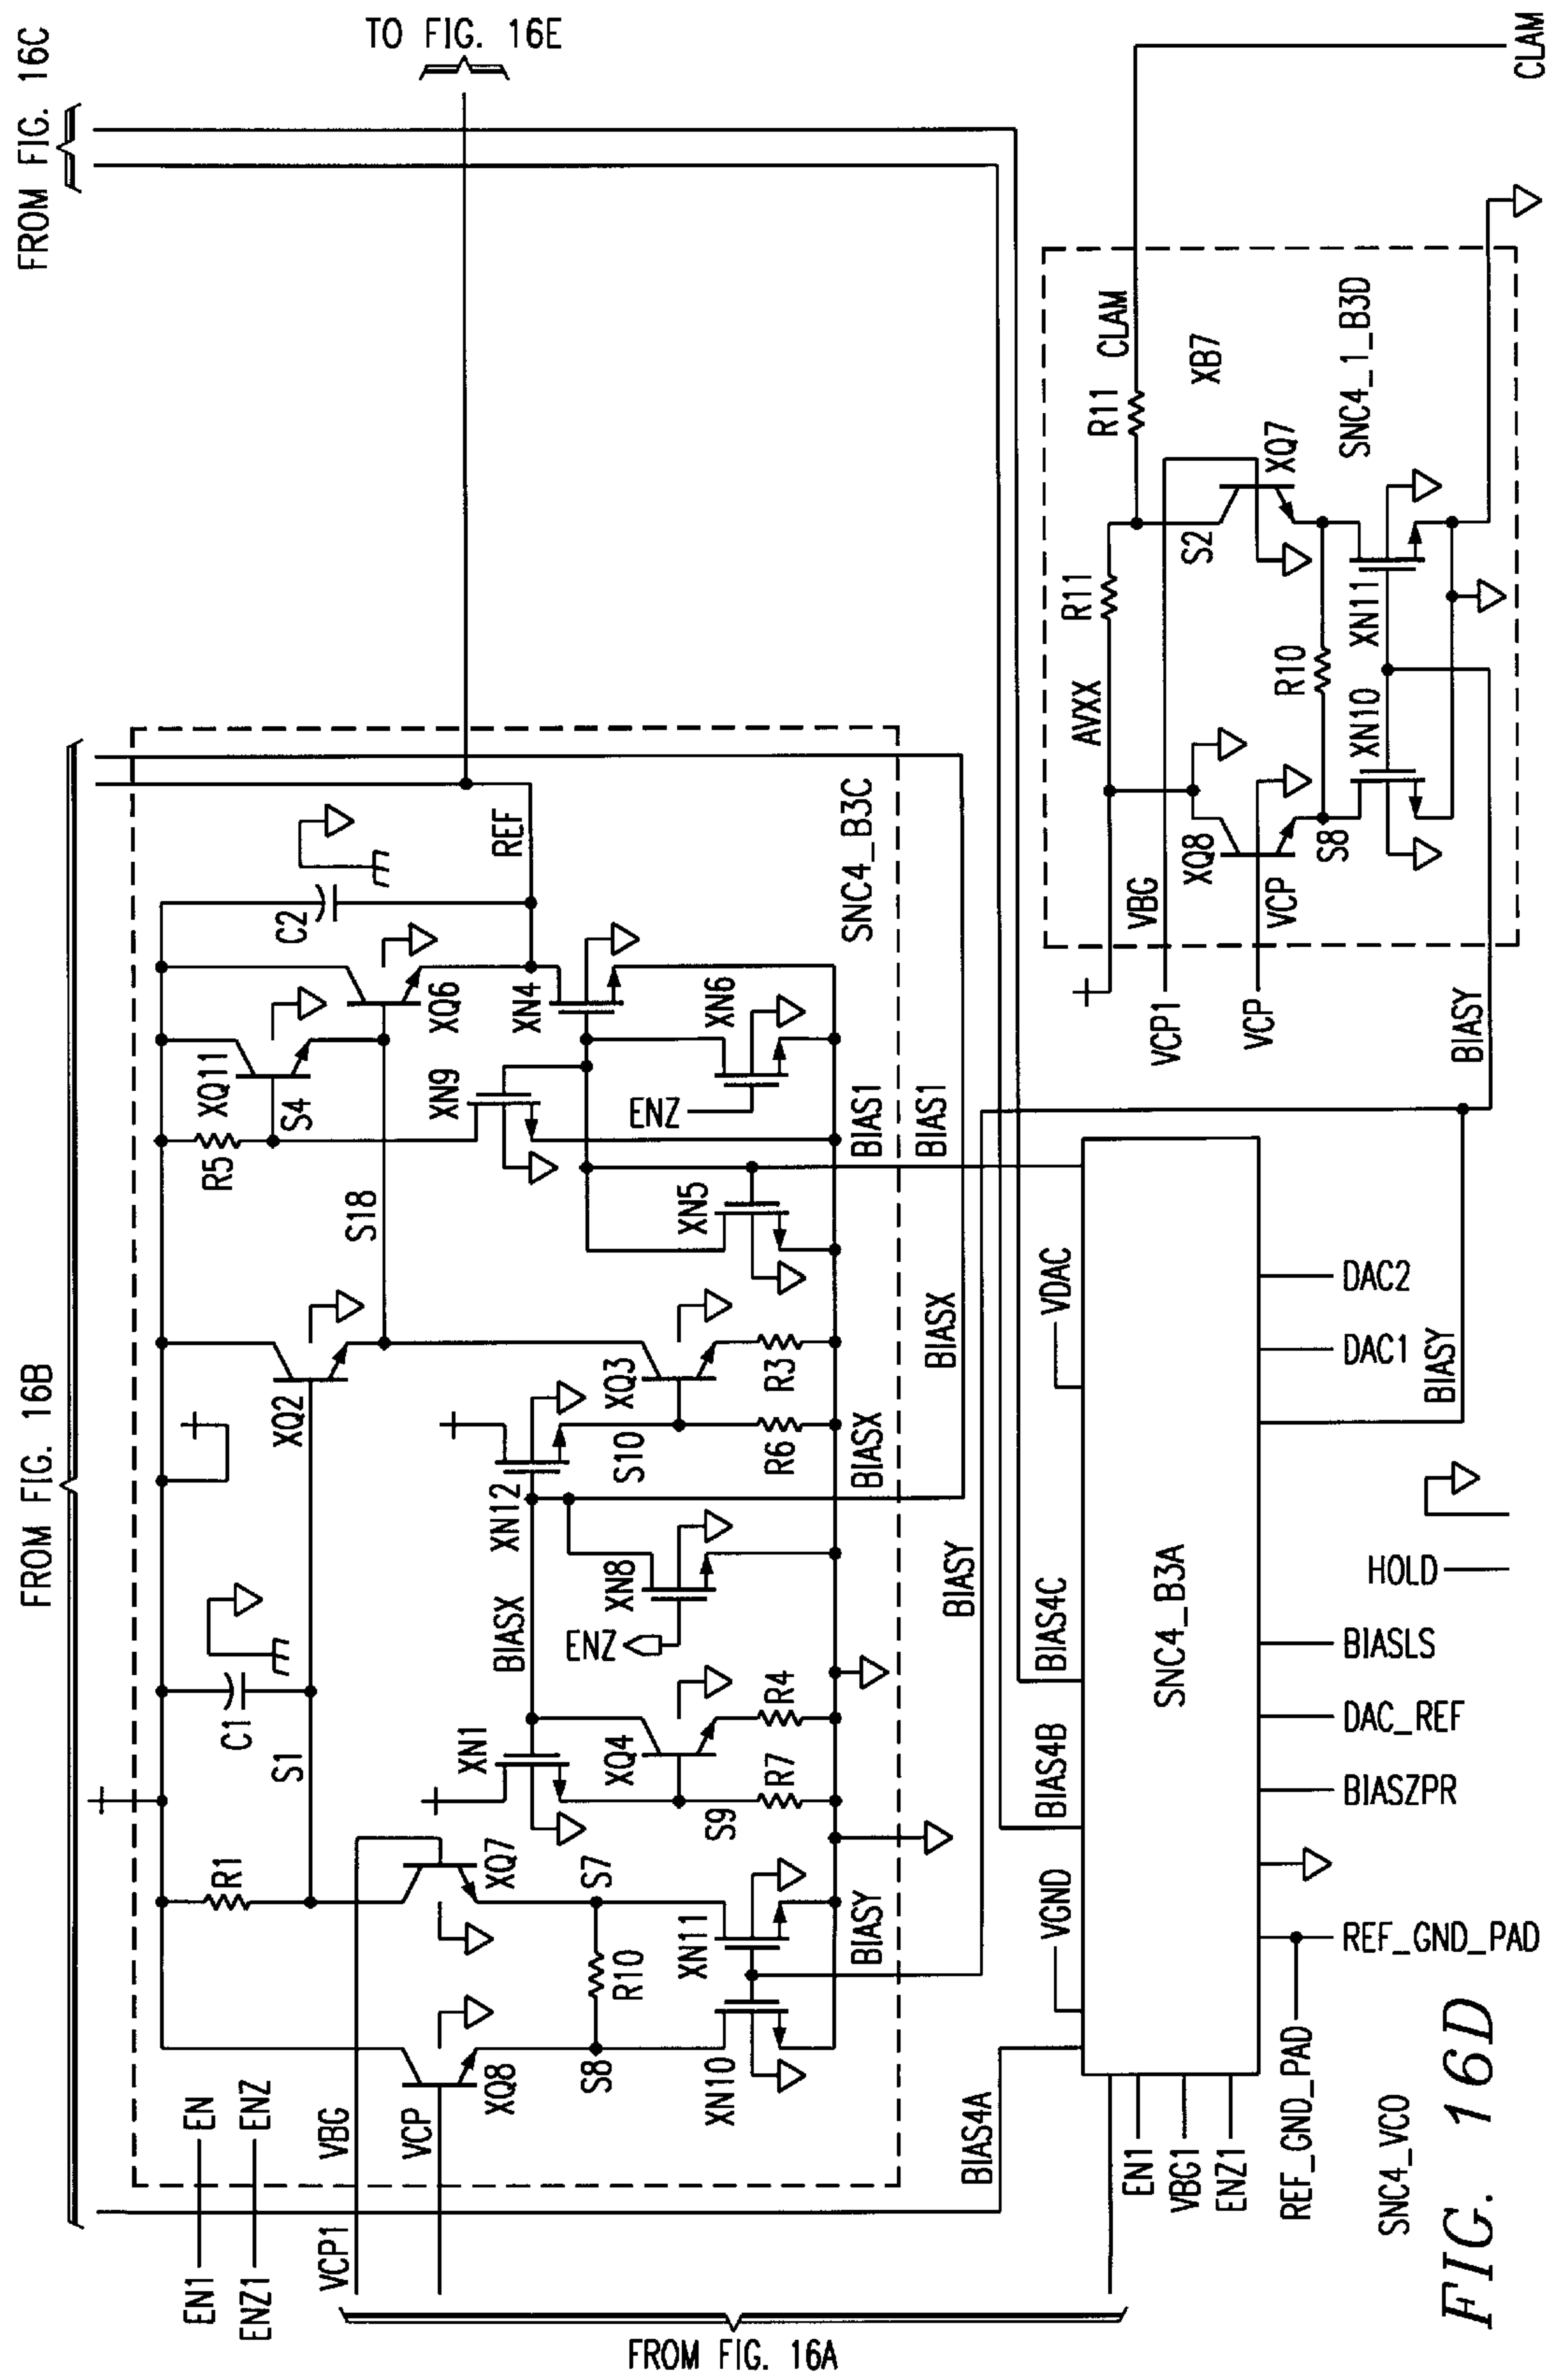 FROM FIG. 16B
FROM FIG. 16C
TO FIG. 16E
EN1
EN
ENZ1
ENZ
VCP1
VBG
VCP
FROM FIG. 16A
R1
S1
C1
XQ2
S18
R5
XQ11
S4
XQ6
C2
REF
XQ8
XQ7
S8
R10
S7
XN10
XN11
BIASY
XN1
BIASX
XQ4
S9
R7
R4
ENZ
XN8
XN12
S10
XQ3
R6
R3
BIASX
XN9
XN4
ENZ
XN5
XN6
BIAS1
SNC4_B3C
BIAS4A
BIASY
BIASX
BIAS1
VGND
BIAS4B
BIAS4C
VDAC
SNC4_B3A
EN1
VBG1
ENZ1
REF_GND_PAD
REF_GND_PAD
BIASZPR
DAC_REF
BIASLS
HOLD
BIASY
DAC1
DAC2
VCP1
VBG
VCP
VCP
BIASY
AVXX
R11
R11
CLAM
CLAM
XQ8
S2
XQ7
XB7
S8
R10
XN10
XN11
SNC4_1_B3D
SNC4_VCO
FIG. 16D